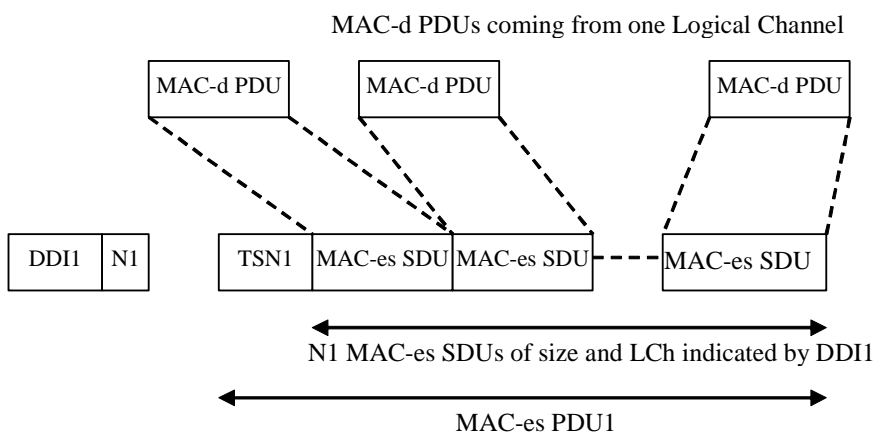 MAC-d PDUs coming from one Logical Channel
MAC-d PDU MAC-d PDU MAC-d PDU
DDI1 N1 TSN1 MAC-es SDU MAC-es SDU MAC-es SDU
N1 MAC-es SDUs of size and LCh indicated by DDI1
MAC-es PDU1